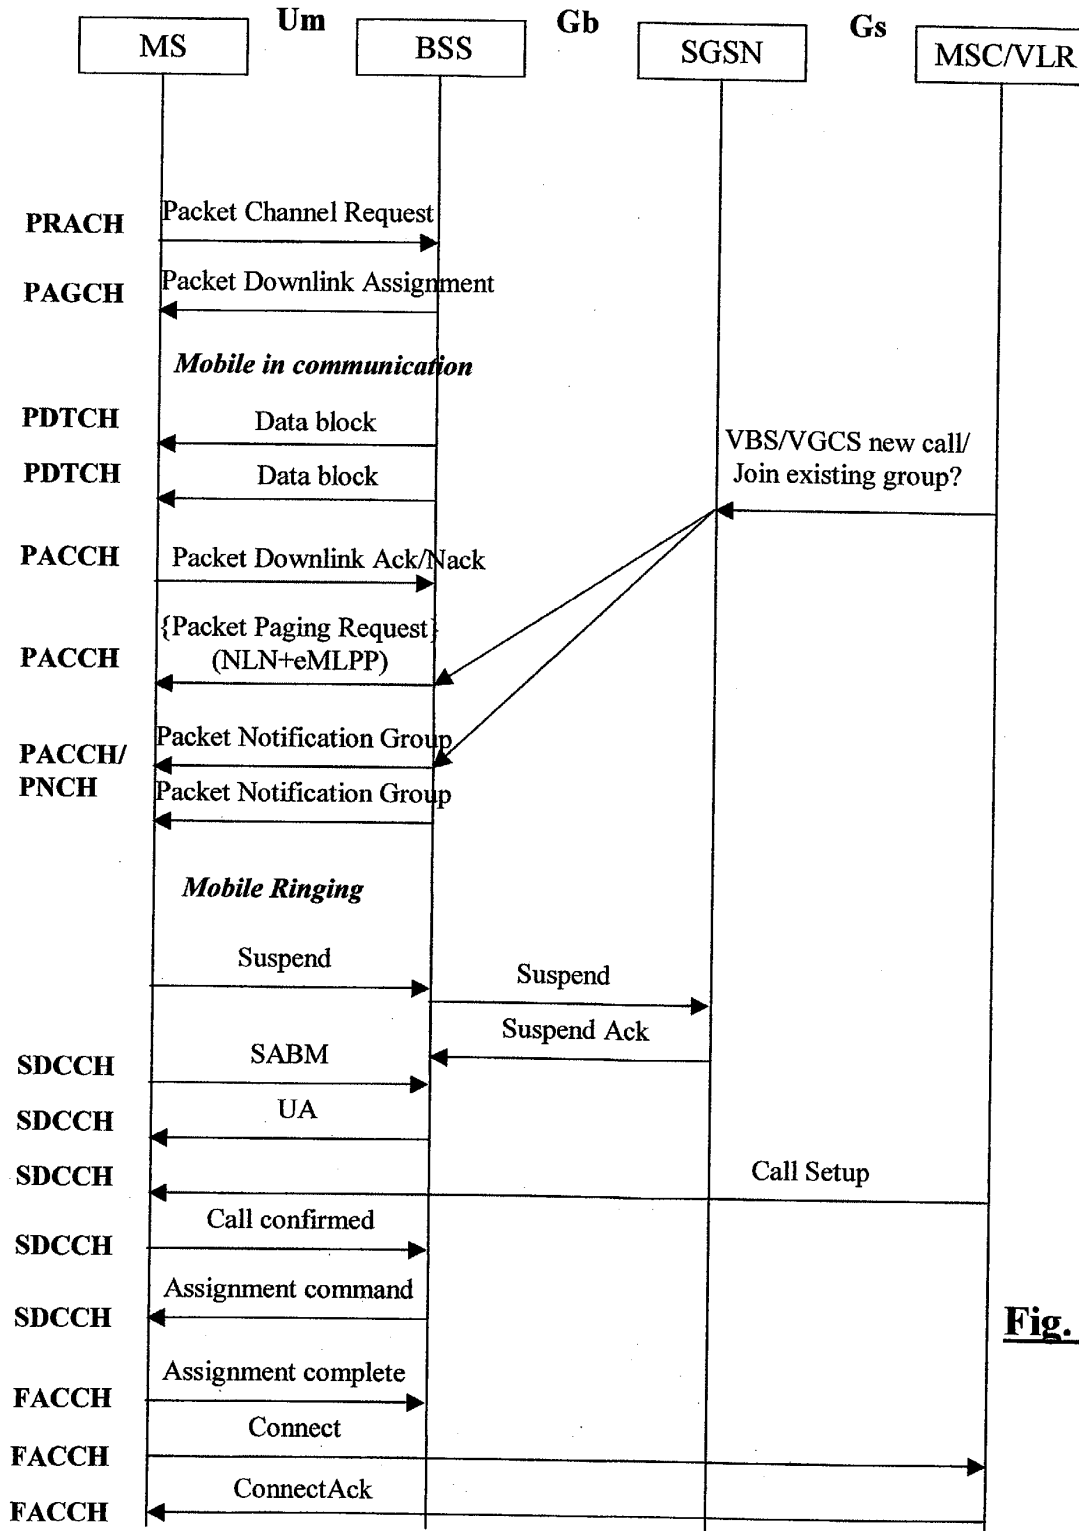 Um Gb Gs
MS BSS SGSN MSC/VLR
PRACH Packet Channel Request
PAGCH Packet Downlink Assignment
Mobile in communication
PDTCH Data block
VBS/VGCS new call/
PDTCH Data block
Join existing group?
PACCH Packet Downlink Ack/Nack
{Packet Paging Request}
PACCH (NLN+eMLPP)
PACCH/ Packet Notification Group
PNCH Packet Notification Group
Mobile Ringing
Suspend Suspend
Suspend Ack
SDCCH SABM
SDCCH UA
SDCCH Call Setup
SDCCH Call confirmed
SDCCH Assignment command
Fig.
FACCH Assignment complete
FACCH Connect
FACCH ConnectAck